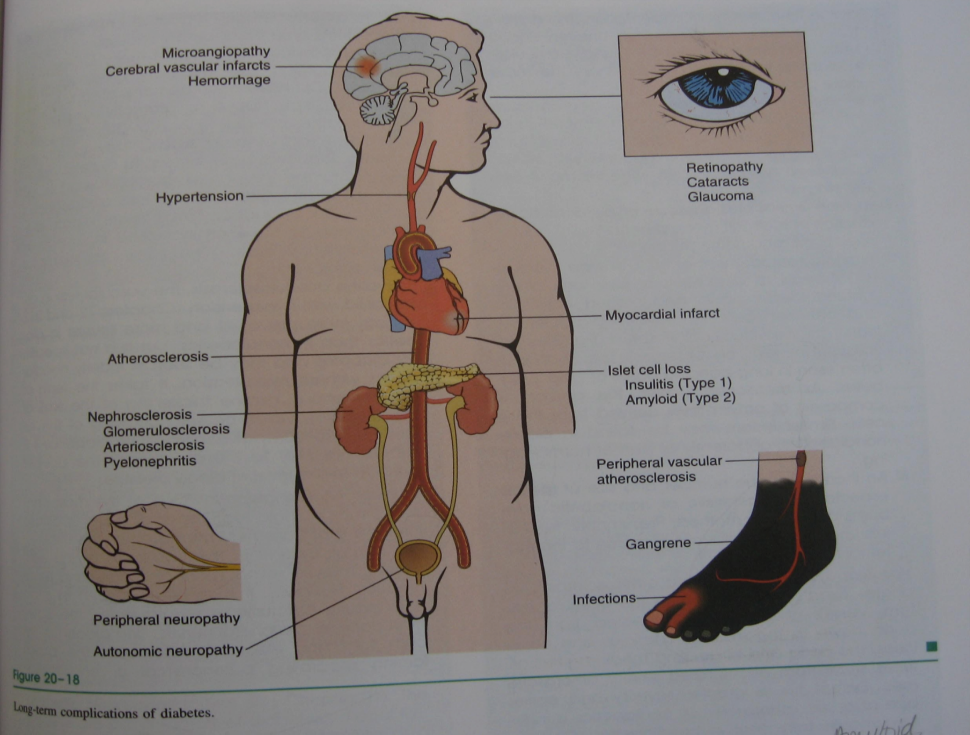 Microangiopathy
Cerebral vascular infarcts
Hemorrhage
Retinopathy
Cataracts
Glaucoma
Hypertension
Myocardial infarct
Atherosclerosis
Islet cell loss
Insulitis (Type 1)
Amyloid (Type 2)
Nephrosclerosis
Glomerulosclerosis
Arteriosclerosis
Pyelonephritis
Peripheral vascular
atherosclerosis
Gangrene
Infections
Peripheral neuropathy
Autonomic neuropathy
Figure 20–18
Long-term complications of diabetes.